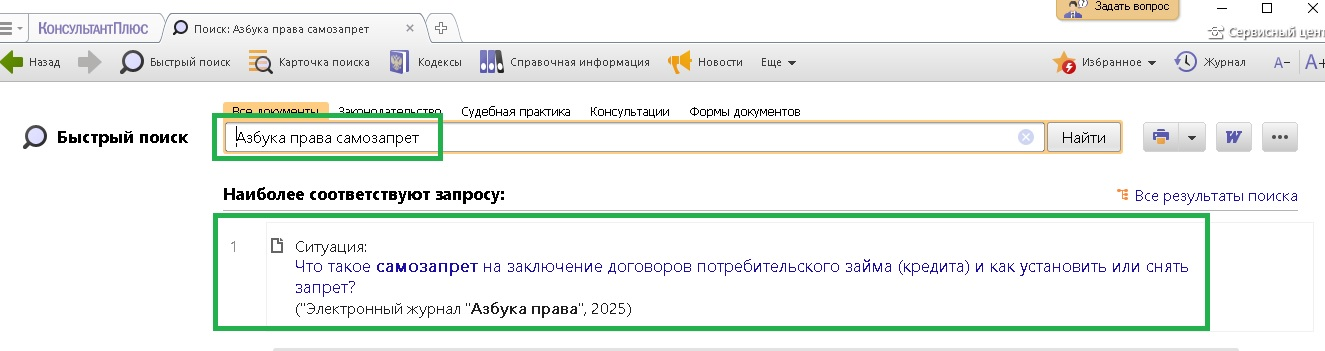 Задать вопрос
КонсультантПлюс
Поиск: Азбука права самозапрет
Сервисный цен
Назад
Быстрый поиск
Карточка поиска
Кодексы
Справочная информация
Новости
Еще
Избранное
Журнал
A−
A+
Все документы
Законодательство
Судебная практика
Консультации
Формы документов
Быстрый поиск
Азбука права самозапрет
Найти
W
Наиболее соответствуют запросу:
Все результаты поиска
1
Ситуация:
Что такое самозапрет на заключение договоров потребительского займа (кредита) и как установить или снять
запрет?
("Электронный журнал "Азбука права", 2025)